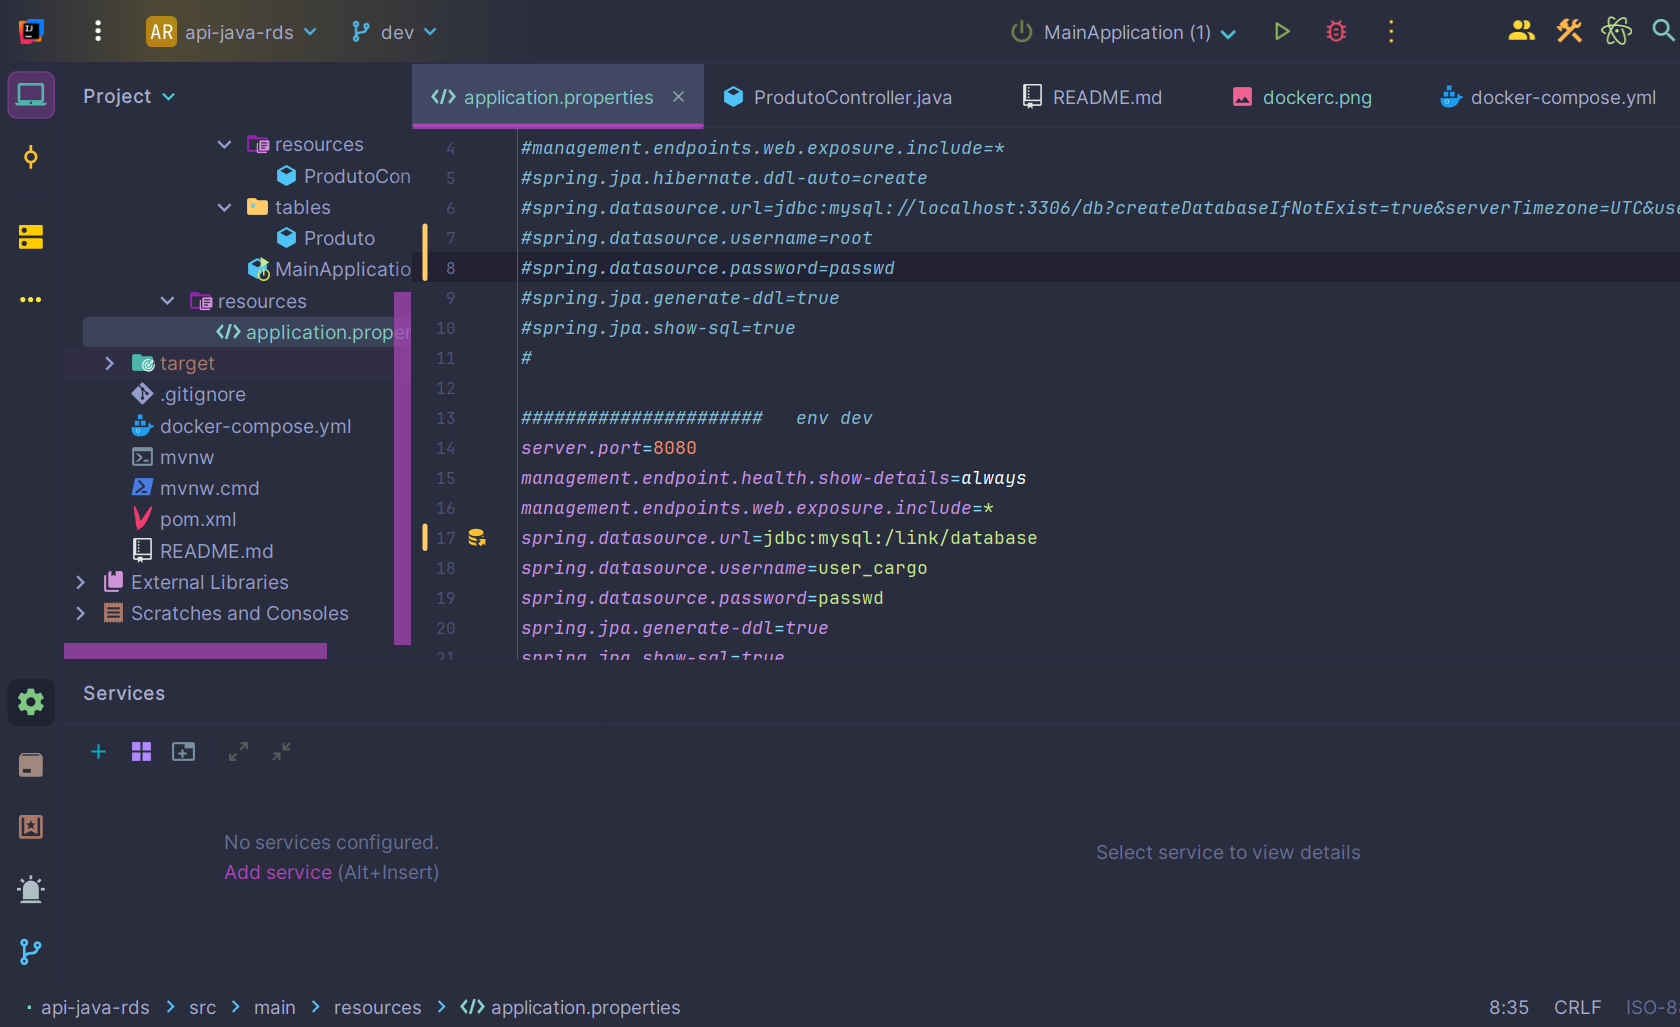 AR api-java-rds dev MainApplication (1)
Project
application.properties
ProdutoController.java
README.md
dockerc.png
docker-compose.yml
resources
ProdutoCon
tables
Produto
MainApplicatio
resources
application.proper
target
.gitignore
docker-compose.yml
mvnw
mvnw.cmd
pom.xml
README.md
External Libraries
Scratches and Consoles
4 #management.endpoints.web.exposure.include=*
5 #spring.jpa.hibernate.ddl-auto=create
6 #spring.datasource.url=jdbc:mysql://localhost:3306/db?createDatabaseIfNotExist=true&serverTimezone=UTC&use
7 #spring.datasource.username=root
8 #spring.datasource.password=passwd
9 #spring.jpa.generate-ddl=true
10 #spring.jpa.show-sql=true
11 #
12
13 ###################### env dev
14 server.port=8080
15 management.endpoint.health.show-details=always
16 management.endpoints.web.exposure.include=*
17 spring.datasource.url=jdbc:mysql:/link/database
18 spring.datasource.username=user_cargo
19 spring.datasource.password=passwd
20 spring.jpa.generate-ddl=true
21 spring.jpa.show-sql=true
Services
No services configured.
Add service (Alt+Insert)
Select service to view details
api-java-rds > src > main > resources > application.properties
8:35 CRLF ISO-8